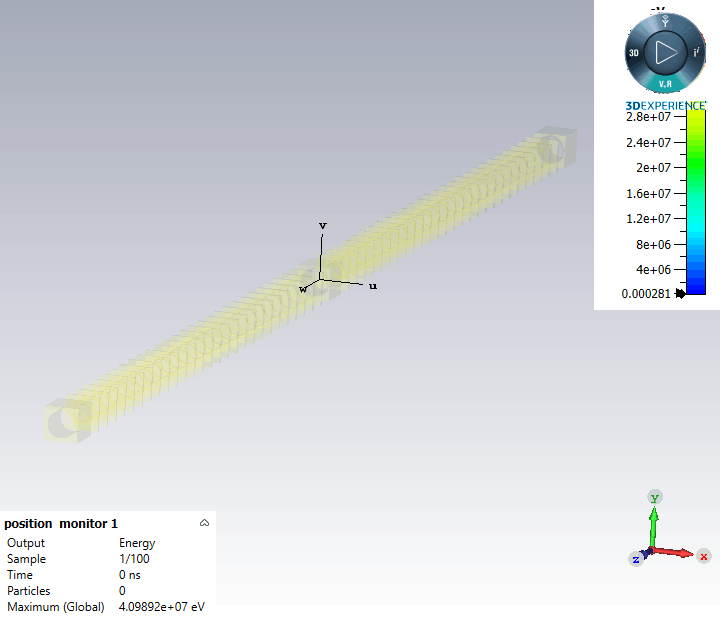 eV
3D
V.R
3DEXPERIENCE
2.8e+07
2.4e+07
2e+07
1.6e+07
1.2e+07
8e+06
4e+06
0.000281
v
w
u
y
x
z
position monitor 1
Output Energy
Sample 1/100
Time 0 ns
Particles 0
Maximum (Global) 4.09892e+07 eV